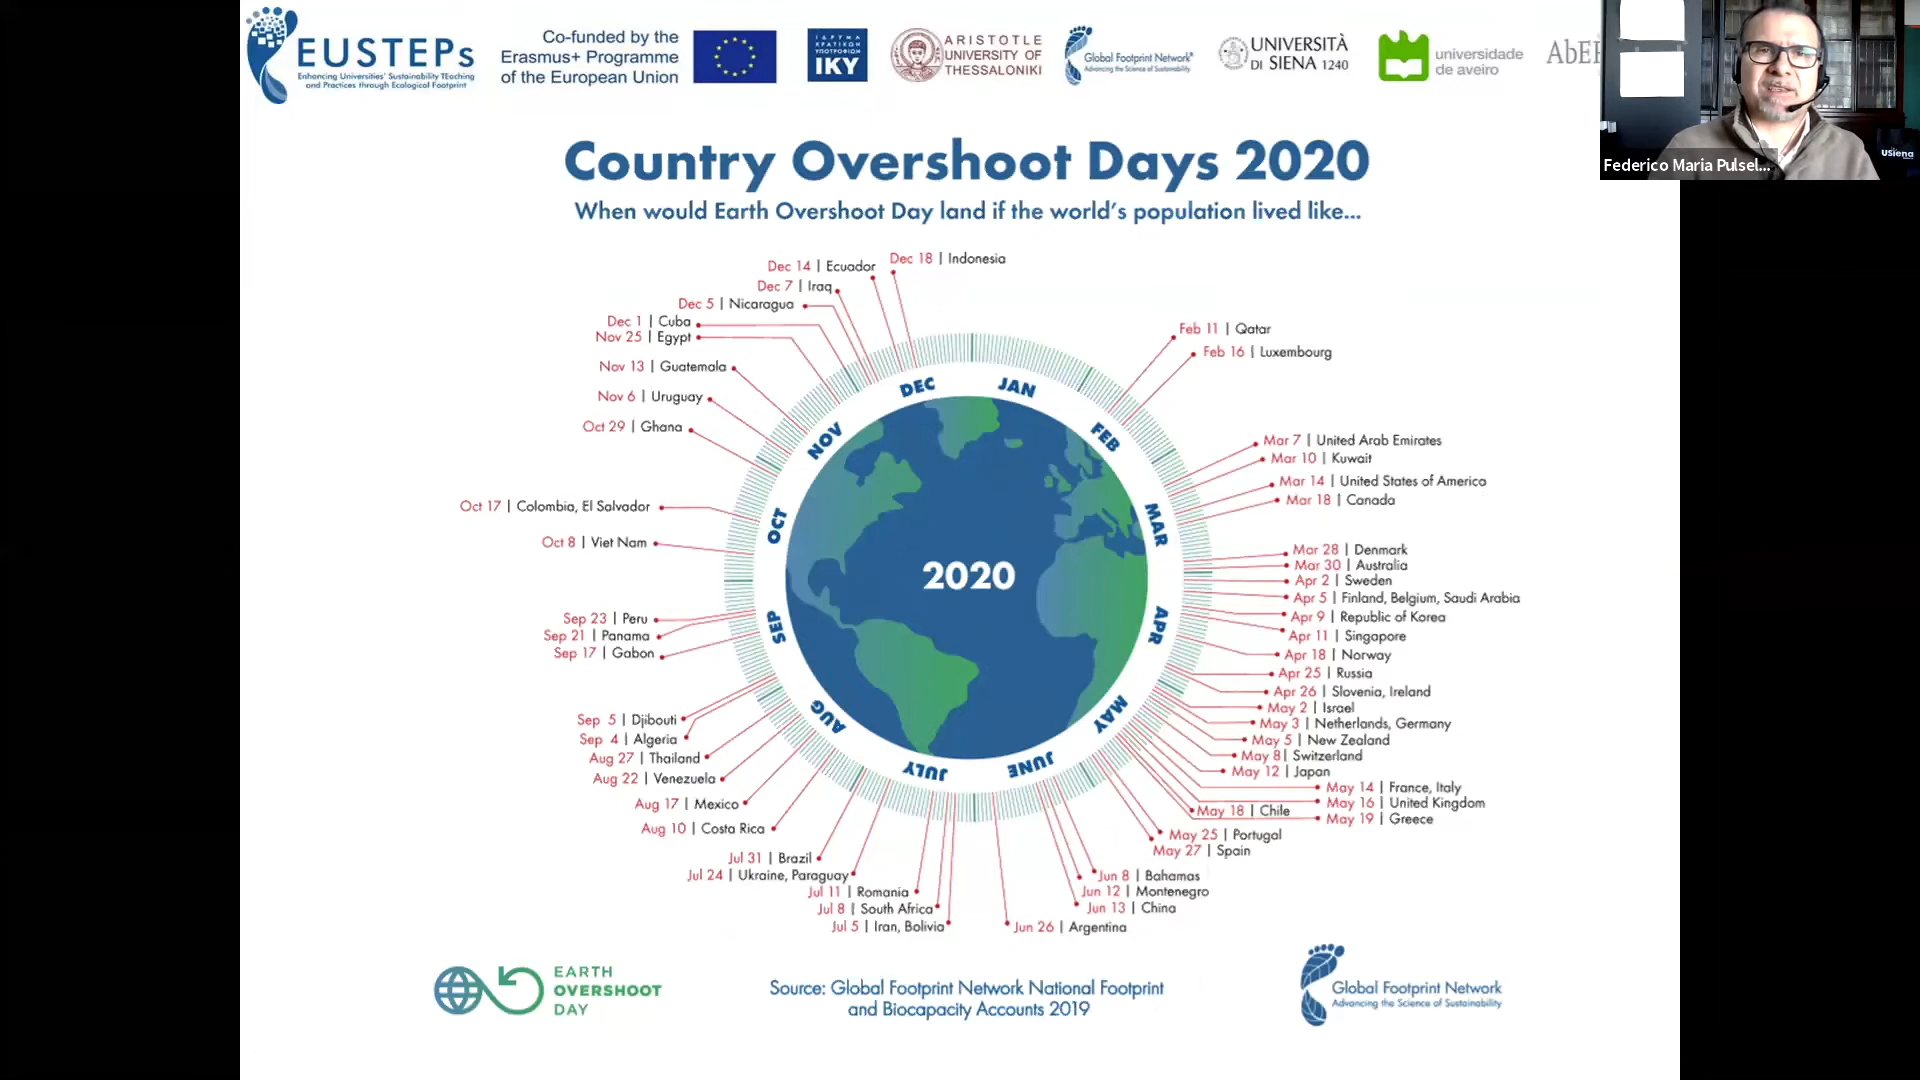 EUSTEPs
Enhancing Universities' Sustainability TEaching
and Practices through Ecological Footprint
Co-funded by the
Erasmus+ Programme
of the European Union
ΙΔΡΥΜΑ
ΚΡΑΤΙΚΩΝ
ΥΠΟΤΡΟΦΙΩΝ
IKY
ARISTOTLE
UNIVERSITY OF
THESSALONIKI
Global Footprint Network®
Advancing the Science of Sustainability
UNIVERSITÀ
DI SIENA 1240
universidade
de aveiro
USiena
Federico Maria Pulsel...
Country Overshoot Days 2020
When would Earth Overshoot Day land if the world's population lived like...
Dec 18 | Indonesia
Dec 14 | Ecuador
Dec 7 | Iraq
Dec 5 | Nicaragua
Dec 1 | Cuba
Nov 25 | Egypt
Nov 13 | Guatemala
Nov 6 | Uruguay
Oct 29 | Ghana
Oct 17 | Colombia, El Salvador
Oct 8 | Viet Nam
Sep 23 | Peru
Sep 21 | Panama
Sep 17 | Gabon
Sep 5 | Djibouti
Sep 4 | Algeria
Aug 27 | Thailand
Aug 22 | Venezuela
Aug 17 | Mexico
Aug 10 | Costa Rica
Jul 31 | Brazil
Jul 24 | Ukraine, Paraguay
Jul 11 | Romania
Jul 8 | South Africa
Jul 5 | Iran, Bolivia
Feb 11 | Qatar
Feb 16 | Luxembourg
Mar 7 | United Arab Emirates
Mar 10 | Kuwait
Mar 14 | United States of America
Mar 18 | Canada
Mar 28 | Denmark
Mar 30 | Australia
Apr 2 | Sweden
Apr 5 | Finland, Belgium, Saudi Arabia
Apr 9 | Republic of Korea
Apr 11 | Singapore
Apr 18 | Norway
Apr 25 | Russia
Apr 26 | Slovenia, Ireland
May 2 | Israel
May 3 | Netherlands, Germany
May 5 | New Zealand
May 8| Switzerland
May 12 | Japan
May 14 | France, Italy
May 16 | United Kingdom
May 18 | Chile
May 19 | Greece
May 25 | Portugal
May 27 | Spain
Jun 8 | Bahamas
Jun 12 | Montenegro
Jun 13 | China
Jun 26 | Argentina
JAN
FEB
MAR
APR
MAY
JUNE
JULY
AUG
SEP
OCT
NOV
DEC
2020
EARTH
OVERSHOOT
DAY
Source: Global Footprint Network National Footprint
and Biocapacity Accounts 2019
Global Footprint Network
Advancing the Science of Sustainability